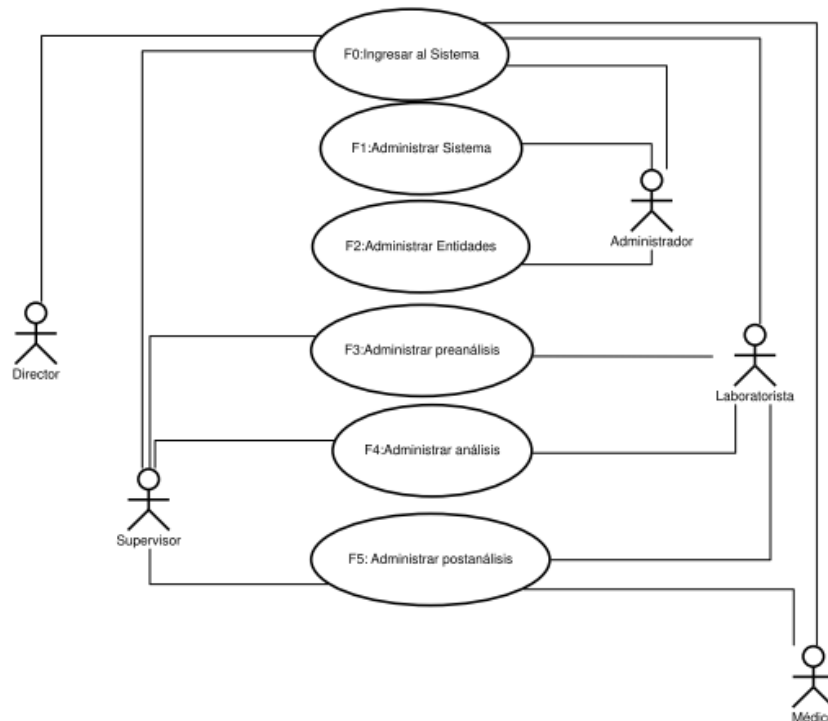 F0:Ingresar al Sistema
F1:Administrar Sistema
Administrador
F2:Administrar Entidades
F3:Administrar preanálisis
Director
Laboratorista
F4:Administrar análisis
Supervisor
F5: Administrar postanálisis
Médic